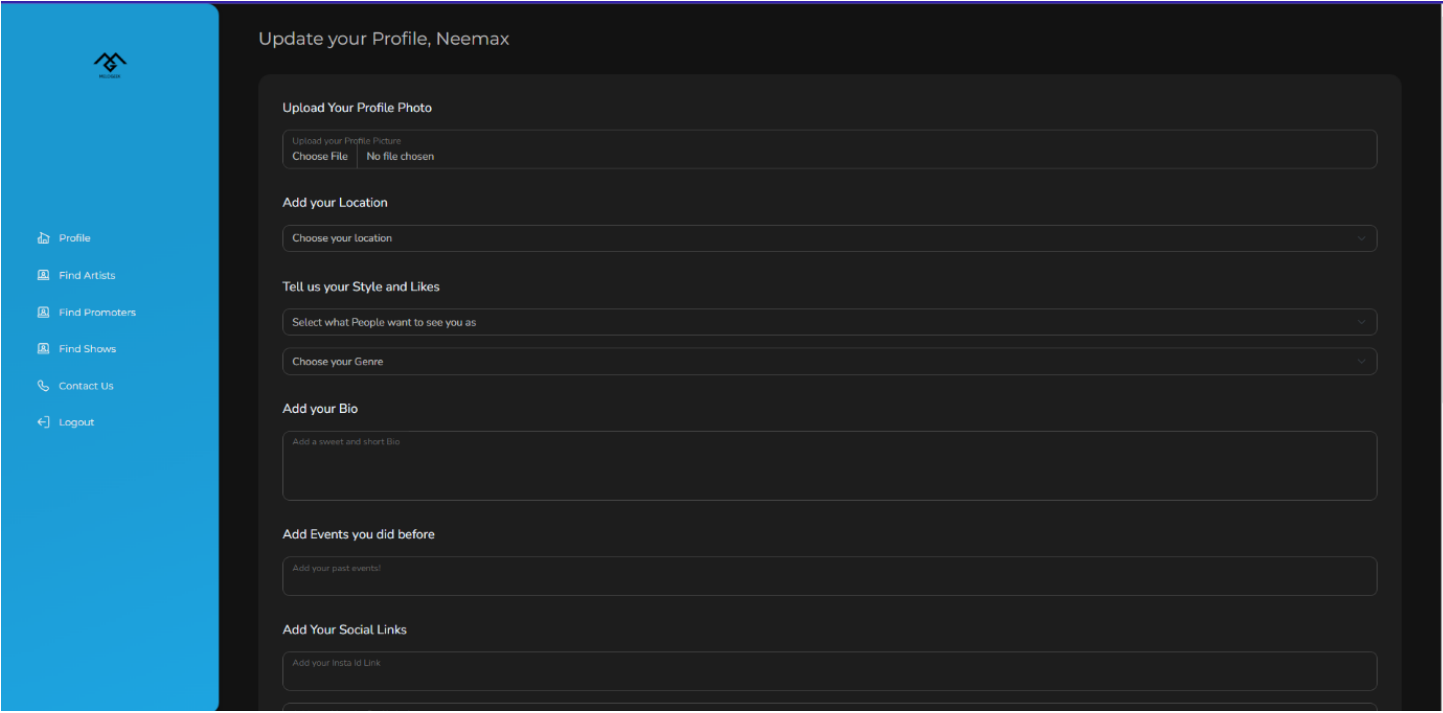 Update your Profile, Neemax
Profile
Find Artists
Find Promoters
Find Shows
Contact Us
Logout
Upload Your Profile Photo
Upload your Profile Picture
Choose File No file chosen
Add your Location
Choose your location
Tell us your Style and Likes
Select what People want to see you as
Choose your Genre
Add your Bio
Add a sweet and short Bio
Add Events you did before
Add your past events!
Add Your Social Links
Add your Insta Id Link